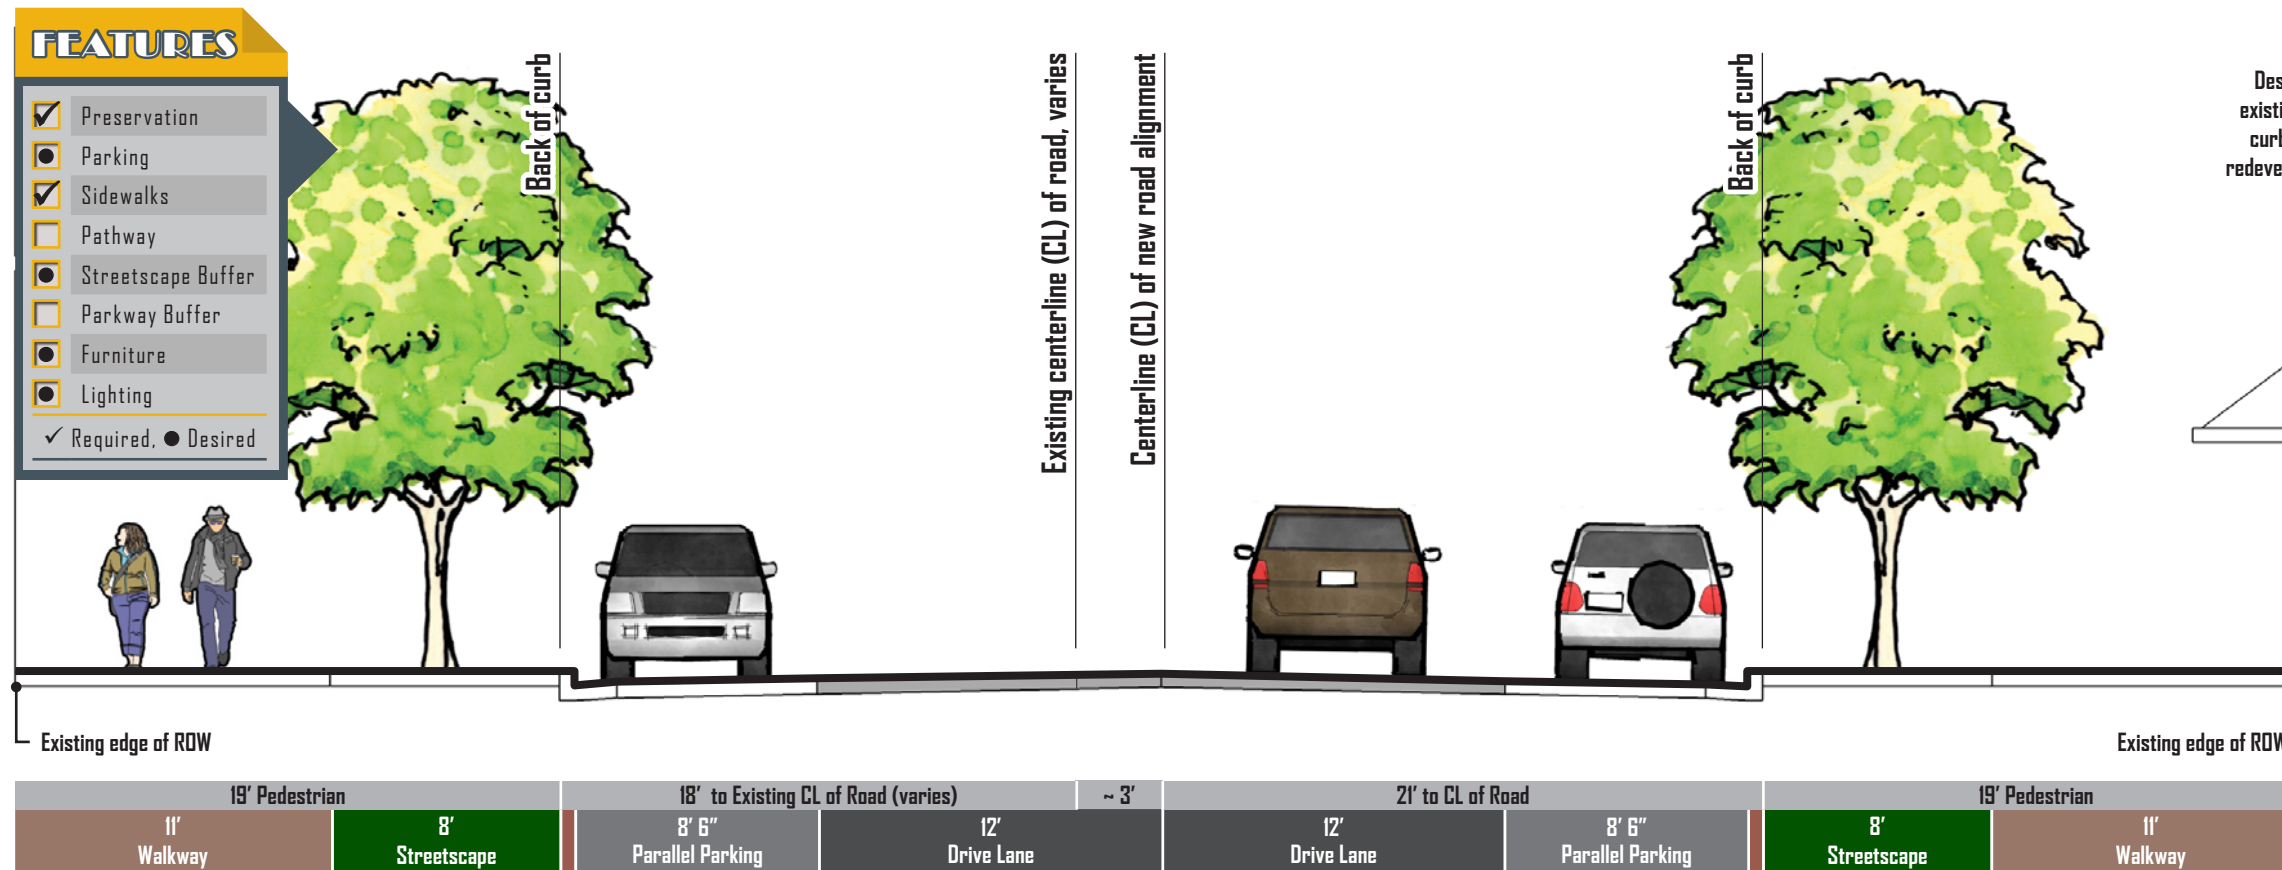 FEATURES
Preservation
Parking
Sidewalks
Pathway
Streetscape Buffer
Parkway Buffer
Furniture
Lighting
✓ Required, ● Desired
Back of curb
Existing centerline (CL) of road, varies
Centerline (CL) of new road alignment
Back of curb
Existing edge of ROW
Existing edge of ROW
19' Pedestrian
18' to Existing CL of Road (varies)
~ 3'
21' to CL of Road
19' Pedestrian
11'
Walkway
8'
Streetscape
8' 6"
Parallel Parking
12'
Drive Lane
12'
Drive Lane
8' 6"
Parallel Parking
8'
Streetscape
11'
Walkway